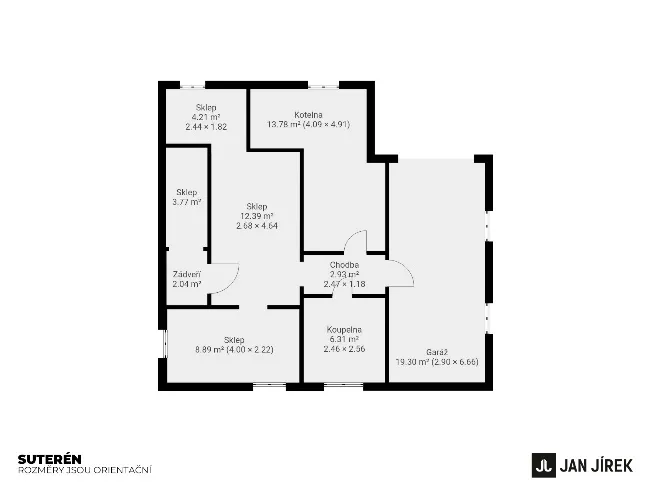 Sklep
4.21 m²
2.44 × 1.82
Kotelna
13.78 m² (4.09 × 4.91)
Sklep
3.77 m²
Sklep
12.39 m²
2.68 × 4.64
Zádveří
2.04 m²
Chodba
2.93 m²
2.47 × 1.18
Sklep
8.89 m² (4.00 × 2.22)
Koupelna
6.31 m²
2.46 × 2.56
Garáž
19.30 m² (2.90 × 6.66)
SUTERÉN
ROZMĚRY JSOU ORIENTAČNÍ
JAN JÍREK